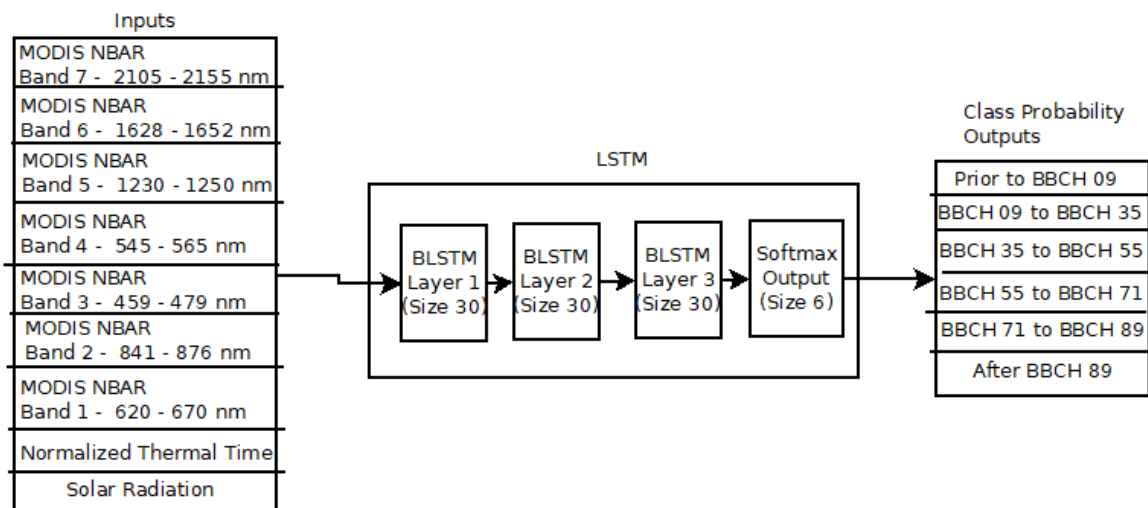 Inputs
MODIS NBAR
Band 7 - 2105 - 2155 nm
MODIS NBAR
Band 6 - 1628 - 1652 nm
MODIS NBAR
Band 5 - 1230 - 1250 nm
MODIS NBAR
Band 4 - 545 - 565 nm
MODIS NBAR
Band 3 - 459 - 479 nm
MODIS NBAR
Band 2 - 841 - 876 nm
MODIS NBAR
Band 1 - 620 - 670 nm
Normalized Thermal Time
Solar Radiation
LSTM
BLSTM
Layer 1
(Size 30)
BLSTM
Layer 2
(Size 30)
BLSTM
Layer 3
(Size 30)
Softmax
Output
(Size 6)
Class Probability
Outputs
Prior to BBCH 09
BBCH 09 to BBCH 35
BBCH 35 to BBCH 55
BBCH 55 to BBCH 71
BBCH 71 to BBCH 89
After BBCH 89